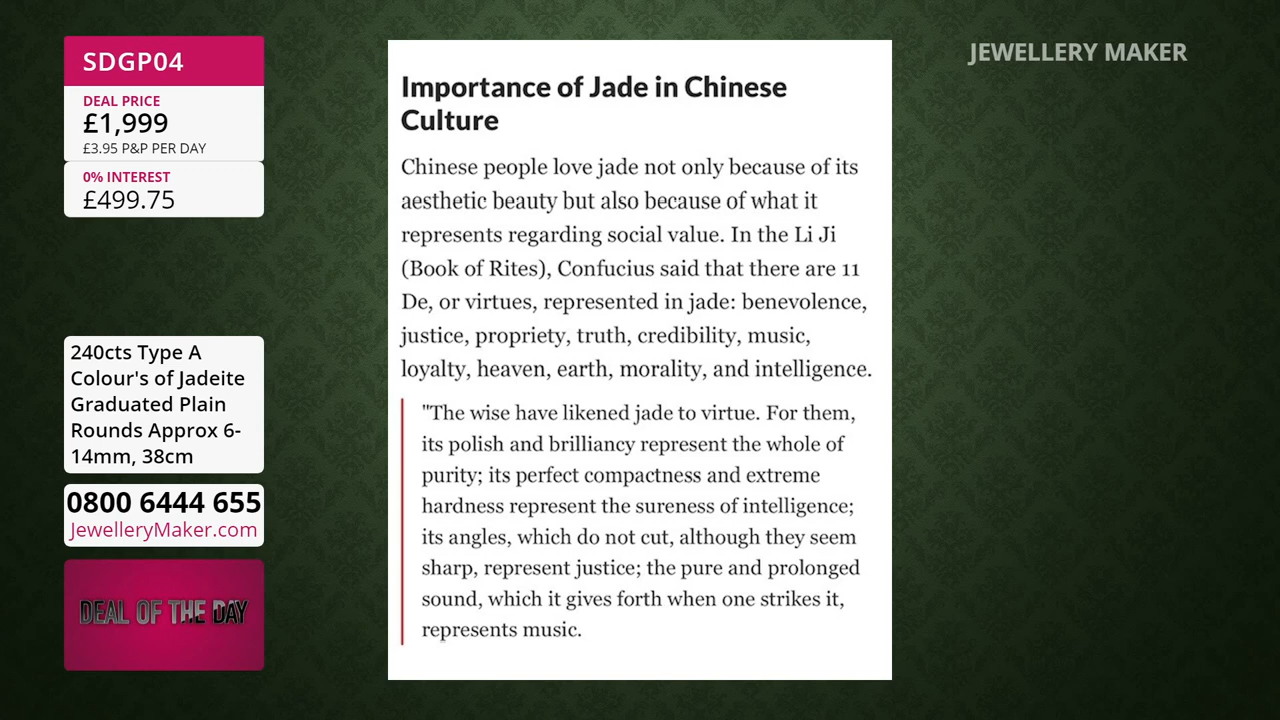 SDGP04
DEAL PRICE
£1,999
£3.95 P&P PER DAY
0% INTEREST
£499.75
240cts Type A
Colour's of Jadeite
Graduated Plain
Rounds Approx 6-
14mm, 38cm
0800 6444 655
JewelleryMaker.com
DEAL OF THE DAY
Importance of Jade in Chinese
Culture
Chinese people love jade not only because of its
aesthetic beauty but also because of what it
represents regarding social value. In the Li Ji
(Book of Rites), Confucius said that there are 11
De, or virtues, represented in jade: benevolence,
justice, propriety, truth, credibility, music,
loyalty, heaven, earth, morality, and intelligence.
"The wise have likened jade to virtue. For them,
its polish and brilliancy represent the whole of
purity; its perfect compactness and extreme
hardness represent the sureness of intelligence;
its angles, which do not cut, although they seem
sharp, represent justice; the pure and prolonged
sound, which it gives forth when one strikes it,
represents music.
JEWELLERY MAKER